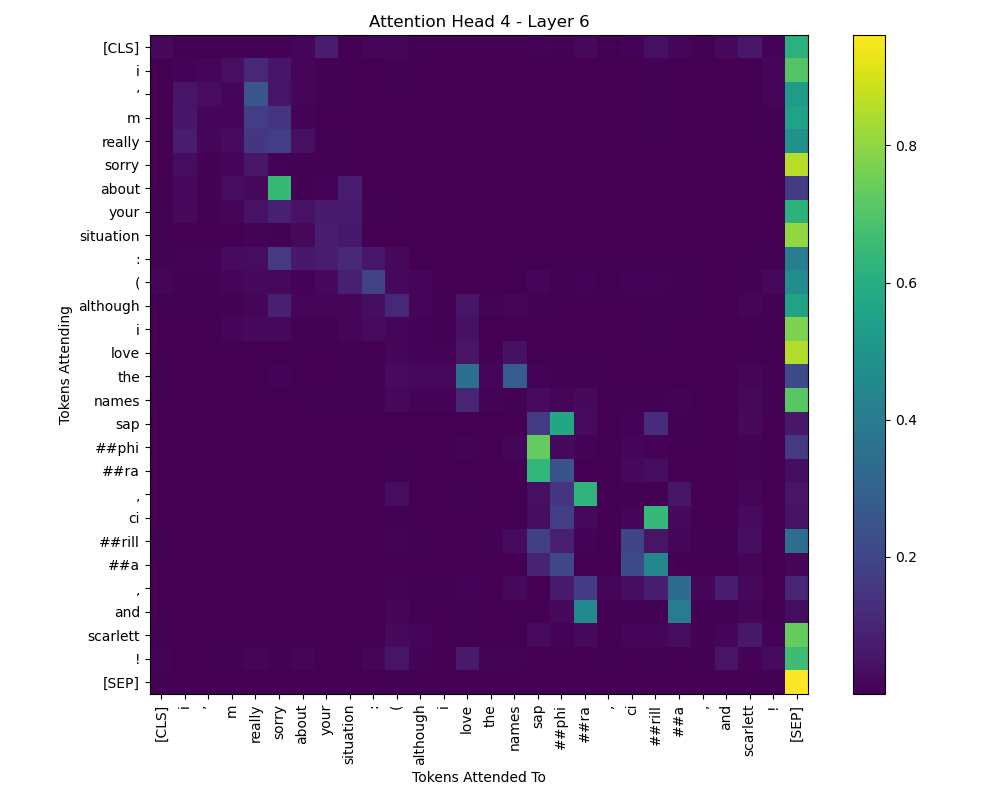 Attention Head 4 - Layer 6
[CLS]
i
’
m
really
sorry
about
your
situation
:
(
although
i
love
the
names
sap
##phi
##ra
,
ci
##rill
##a
,
and
scarlett
!
[SEP]
Tokens Attending
[CLS]
i
’
m
really
sorry
about
your
situation
:
(
although
i
love
the
names
sap
##phi
##ra
,
ci
##rill
##a
,
and
scarlett
!
[SEP]
Tokens Attended To
0.8
0.6
0.4
0.2